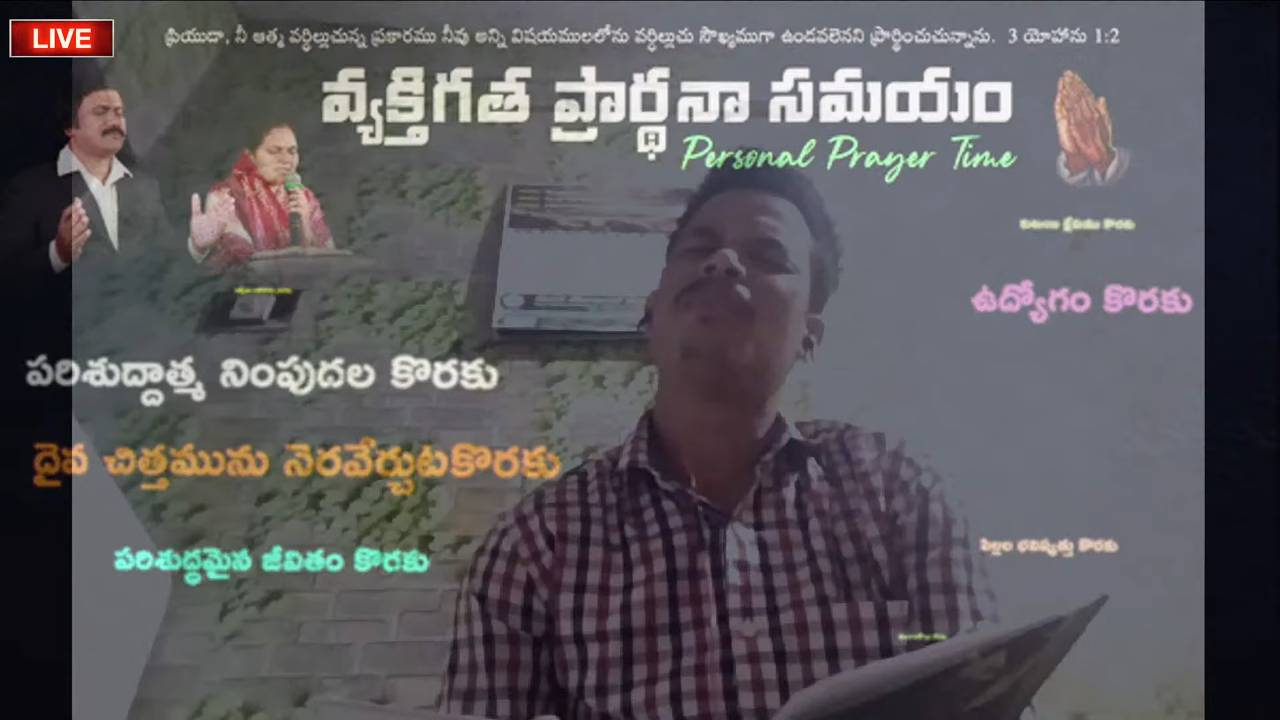 LIVE
ప్రియుడా, నీ ఆత్మ వర్ధిల్లుచున్న ప్రకారము నీవు అన్ని విషయములలోను వర్ధిల్లుచు సౌఖ్యముగా ఉండవలెనని ప్రార్థించుచున్నాను. 3 యోహాను 1:2
వ్యక్తిగత ప్రార్థనా సమయం
Personal Prayer Time
ఉద్యోగం కొరకు
పరిశుద్ధాత్మ నింపుదల కొరకు
దైవ చిత్తమును నెరవేర్చుటకొరకు
పరిశుద్ధమైన జీవితం కొరకు
పిల్లల భవిష్యత్తు కొరకు